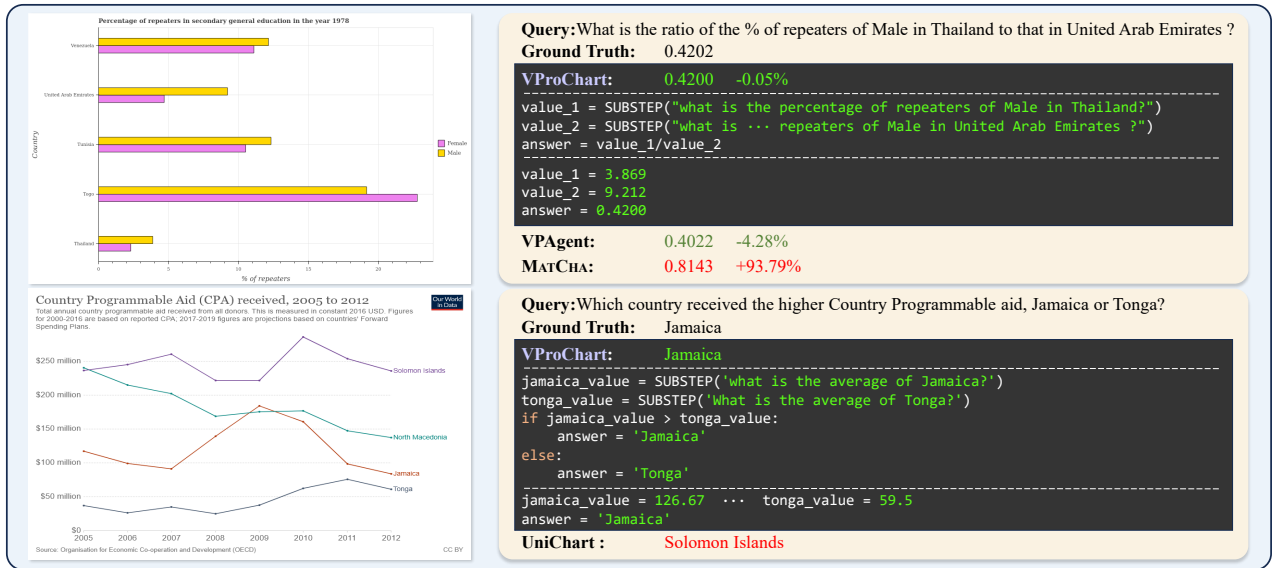 Percentage of repeaters in secondary general education in the year 1978
Venezuela
United Arab Emirates
Tunisia
Togo
Thailand
Country
0 5 10 15 20
% of repeaters
Female
Male
Query:What is the ratio of the % of repeaters of Male in Thailand to that in United Arab Emirates ?
Ground Truth: 0.4202
VProChart: 0.4200 -0.05%
value_1 = SUBSTEP("what is the percentage of repeaters of Male in Thailand?")
value_2 = SUBSTEP("what is ··· repeaters of Male in United Arab Emirates ?")
answer = value_1/value_2
value_1 = 3.869
value_2 = 9.212
answer = 0.4200
VPAgent: 0.4022 -4.28%
MATCHA: 0.8143 +93.79%
Country Programmable Aid (CPA) received, 2005 to 2012
Total annual country programmable aid received from all donors. This is measured in constant 2016 USD. Figures
for 2000-2016 are based on reported CPA; 2017-2019 figures are projections based on countries' Forward
Spending Plans.
Our World
in Data
$250 million
$200 million
$150 million
$100 million
$50 million
$0
2005 2006 2007 2008 2009 2010 2011 2012
Solomon Islands
North Macedonia
Jamaica
Tonga
Source: Organisation for Economic Co-operation and Development (OECD) CC BY
Query:Which country received the higher Country Programmable aid, Jamaica or Tonga?
Ground Truth: Jamaica
VProChart: Jamaica
jamaica_value = SUBSTEP('what is the average of Jamaica?')
tonga_value = SUBSTEP('What is the average of Tonga?')
if jamaica_value > tonga_value:
answer = 'Jamaica'
else:
answer = 'Tonga'
jamaica_value = 126.67 ··· tonga_value = 59.5
answer = 'Jamaica'
UniChart : Solomon Islands